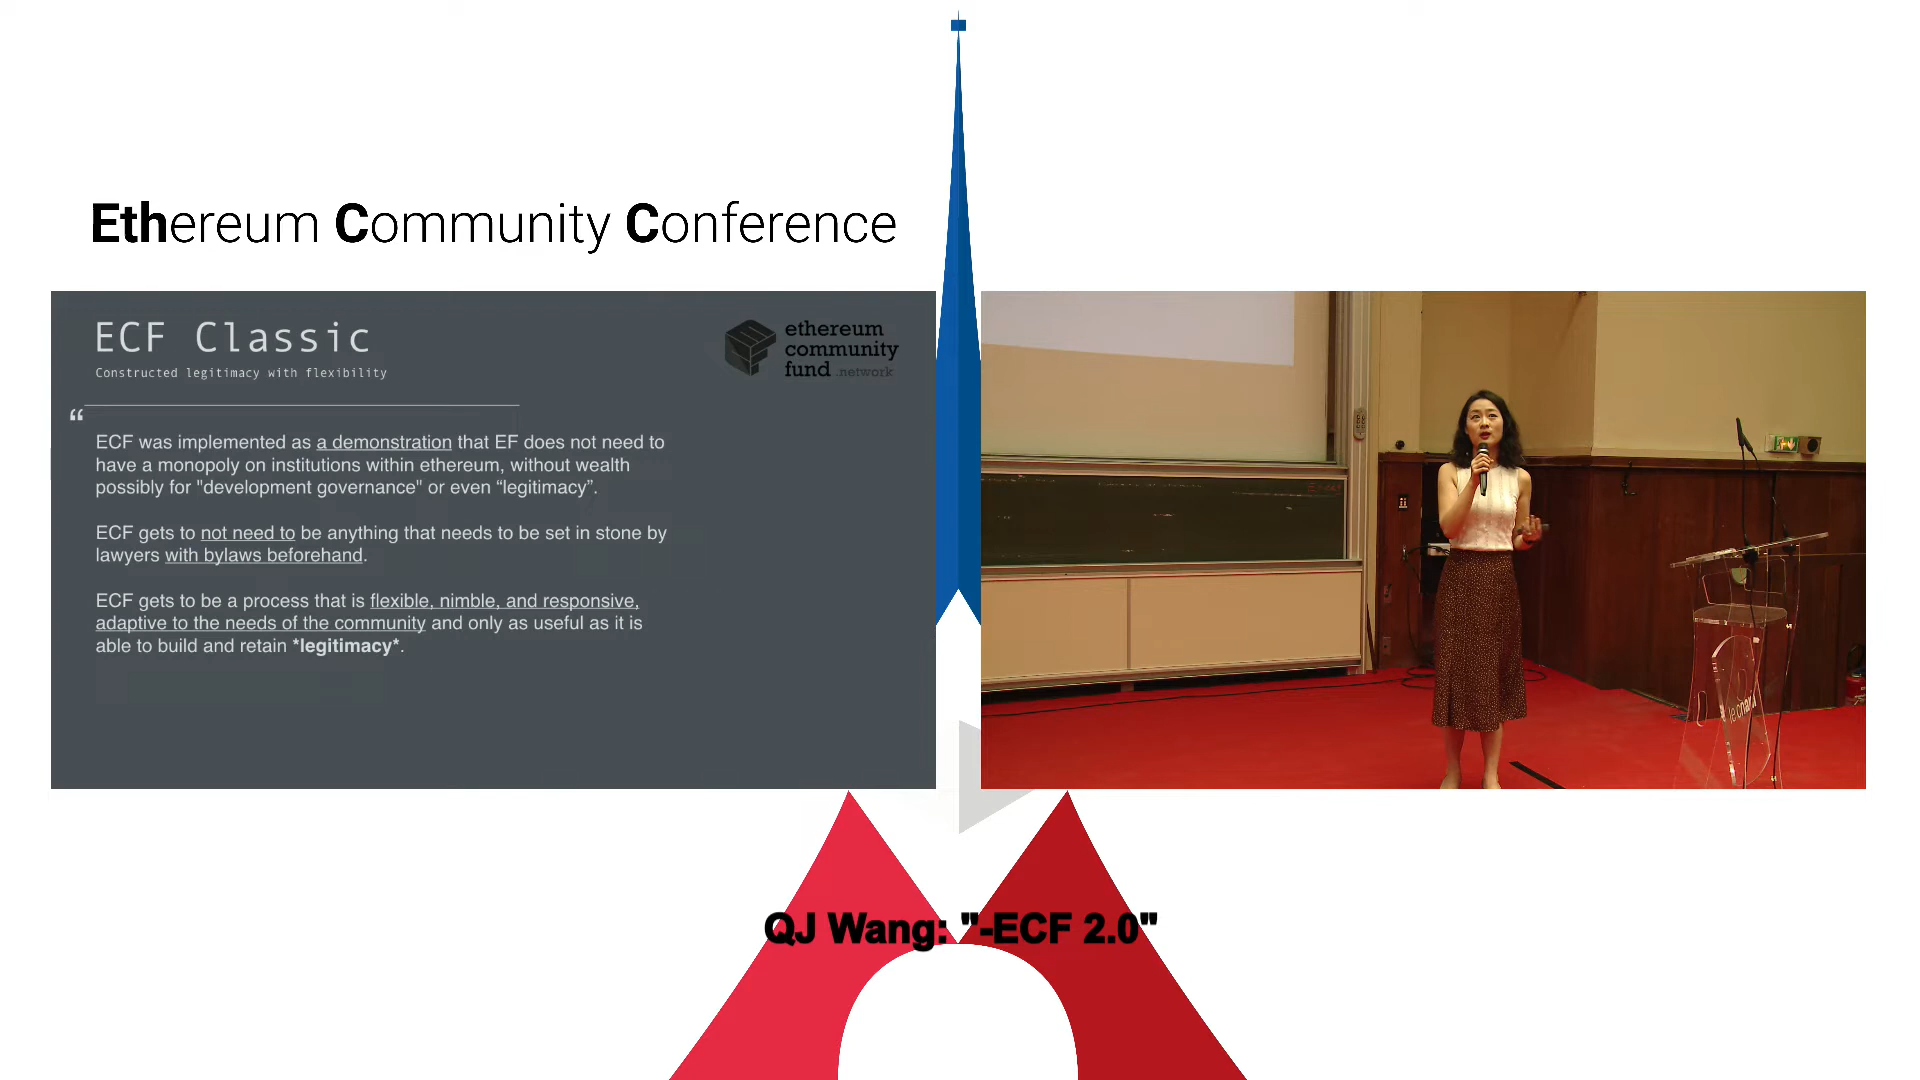 Ethereum Community Conference
ECF Classic
Constructed legitimacy with flexibility
ethereum
community
fund .network
“
ECF was implemented as a demonstration that EF does not need to
have a monopoly on institutions within ethereum, without wealth
possibly for "development governance" or even “legitimacy”.
ECF gets to not need to be anything that needs to be set in stone by
lawyers with bylaws beforehand.
ECF gets to be a process that is flexible, nimble, and responsive,
adaptive to the needs of the community and only as useful as it is
able to build and retain *legitimacy*.
le cnam
QJ Wang: "-ECF 2.0"